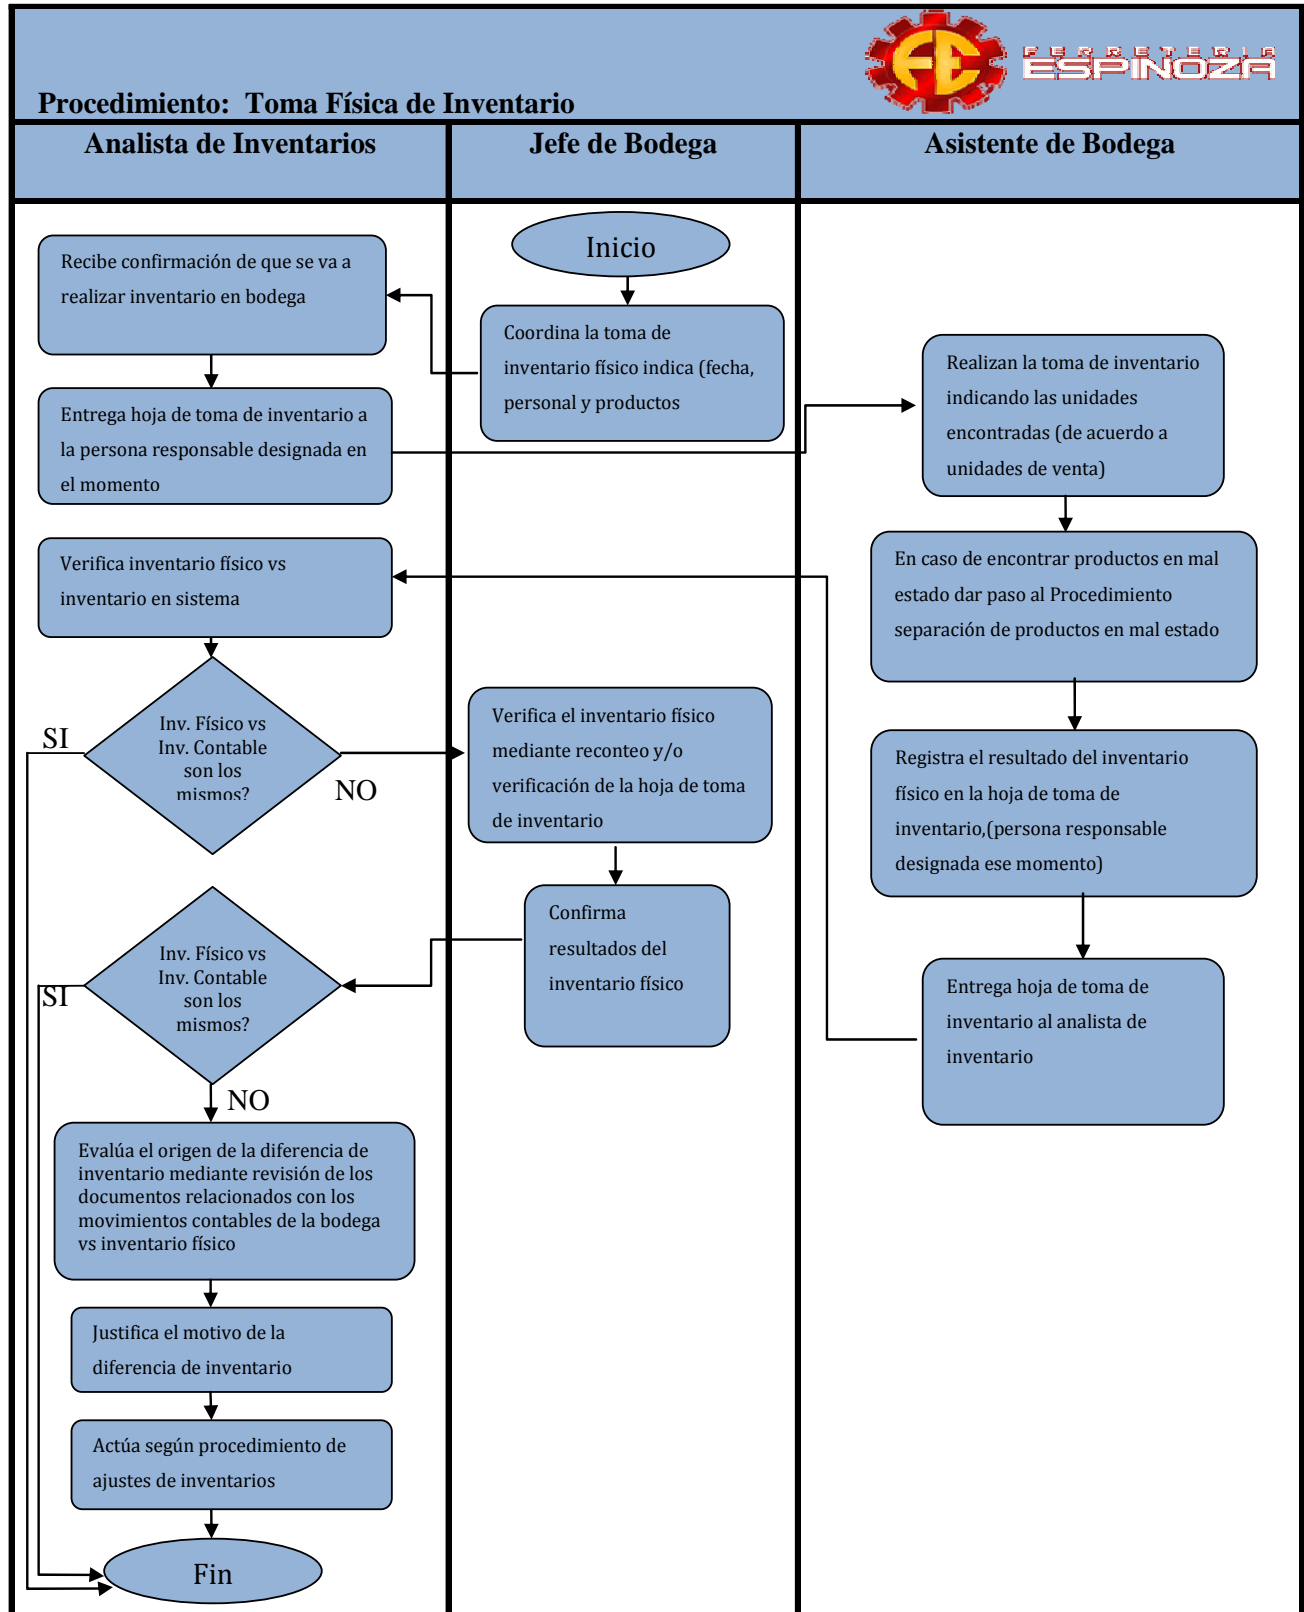 FERRETERIA
ESPINOZA
Procedimiento: Toma Física de Inventario
Analista de Inventarios
Jefe de Bodega
Asistente de Bodega
Inicio
Coordina la toma de
inventario físico indica (fecha,
personal y productos
Recibe confirmación de que se va a
realizar inventario en bodega
Entrega hoja de toma de inventario a
la persona responsable designada en
el momento
Realizan la toma de inventario
indicando las unidades
encontradas (de acuerdo a
unidades de venta)
En caso de encontrar productos en mal
estado dar paso al Procedimiento
separación de productos en mal estado
Registra el resultado del inventario
físico en la hoja de toma de
inventario,(persona responsable
designada ese momento)
Entrega hoja de toma de
inventario al analista de
inventario
Verifica inventario físico vs
inventario en sistema
Inv. Físico vs
Inv. Contable
son los
mismos?
SI
NO
Verifica el inventario físico
mediante reconteo y/o
verificación de la hoja de toma
de inventario
Confirma
resultados del
inventario físico
Inv. Físico vs
Inv. Contable
son los
mismos?
SI
NO
Evalúa el origen de la diferencia de
inventario mediante revisión de los
documentos relacionados con los
movimientos contables de la bodega
vs inventario físico
Justifica el motivo de la
diferencia de inventario
Actúa según procedimiento de
ajustes de inventarios
Fin